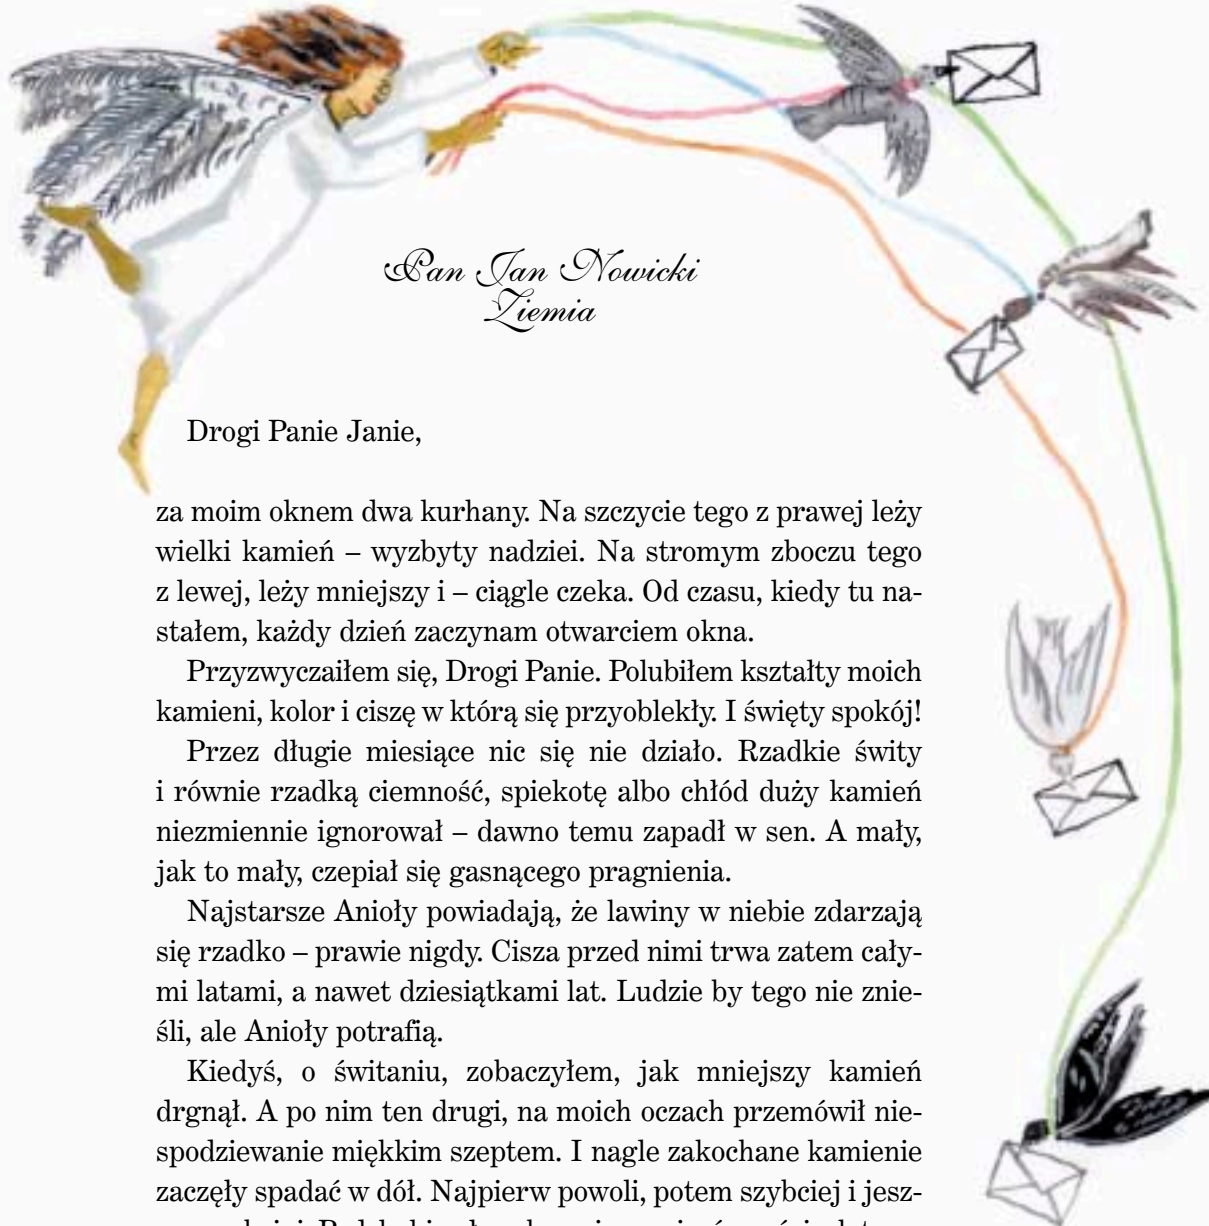 Pan Jan Nowicki
Ziemia
Drogi Panie Janie,
za moim oknem dwa kurhany. Na szczycie tego z prawej leży
wielki kamień – wyzbyty nadziei. Na stromym zboczu tego
z lewej, leży mniejszy i – ciągle czeka. Od czasu, kiedy tu na-
stałem, każdy dzień zaczynam otwarciem okna.
Przyzwyczaiłem się, Drogi Panie. Polubiłem kształty moich
kamieni, kolor i ciszę w którą się przyoblekły. I święty spokój!
Przez długie miesiące nic się nie działo. Rzadkie świty
i równie rzadką ciemność, spiekotę albo chłód duży kamień
niezmiennie ignorował – dawno temu zapadł w sen. A mały,
jak to mały, czepiał się gasnącego pragnienia.
Najstarsze Anioły powiadają, że lawiny w niebie zdarzają
się rzadko – prawie nigdy. Cisza przed nimi trwa zatem cały-
mi latami, a nawet dziesiątkami lat. Ludzie by tego nie znie-
śli, ale Anioły potrafią.
Kiedyś, o świtaniu, zobaczyłem, jak mniejszy kamień
drgnął. A po nim ten drugi, na moich oczach przemówił nie-
spodziewanie miękkim szeptem. I nagle zakochane kamienie
zaczęły spadać w dół. Najpierw powoli, potem szybciej i jesz-